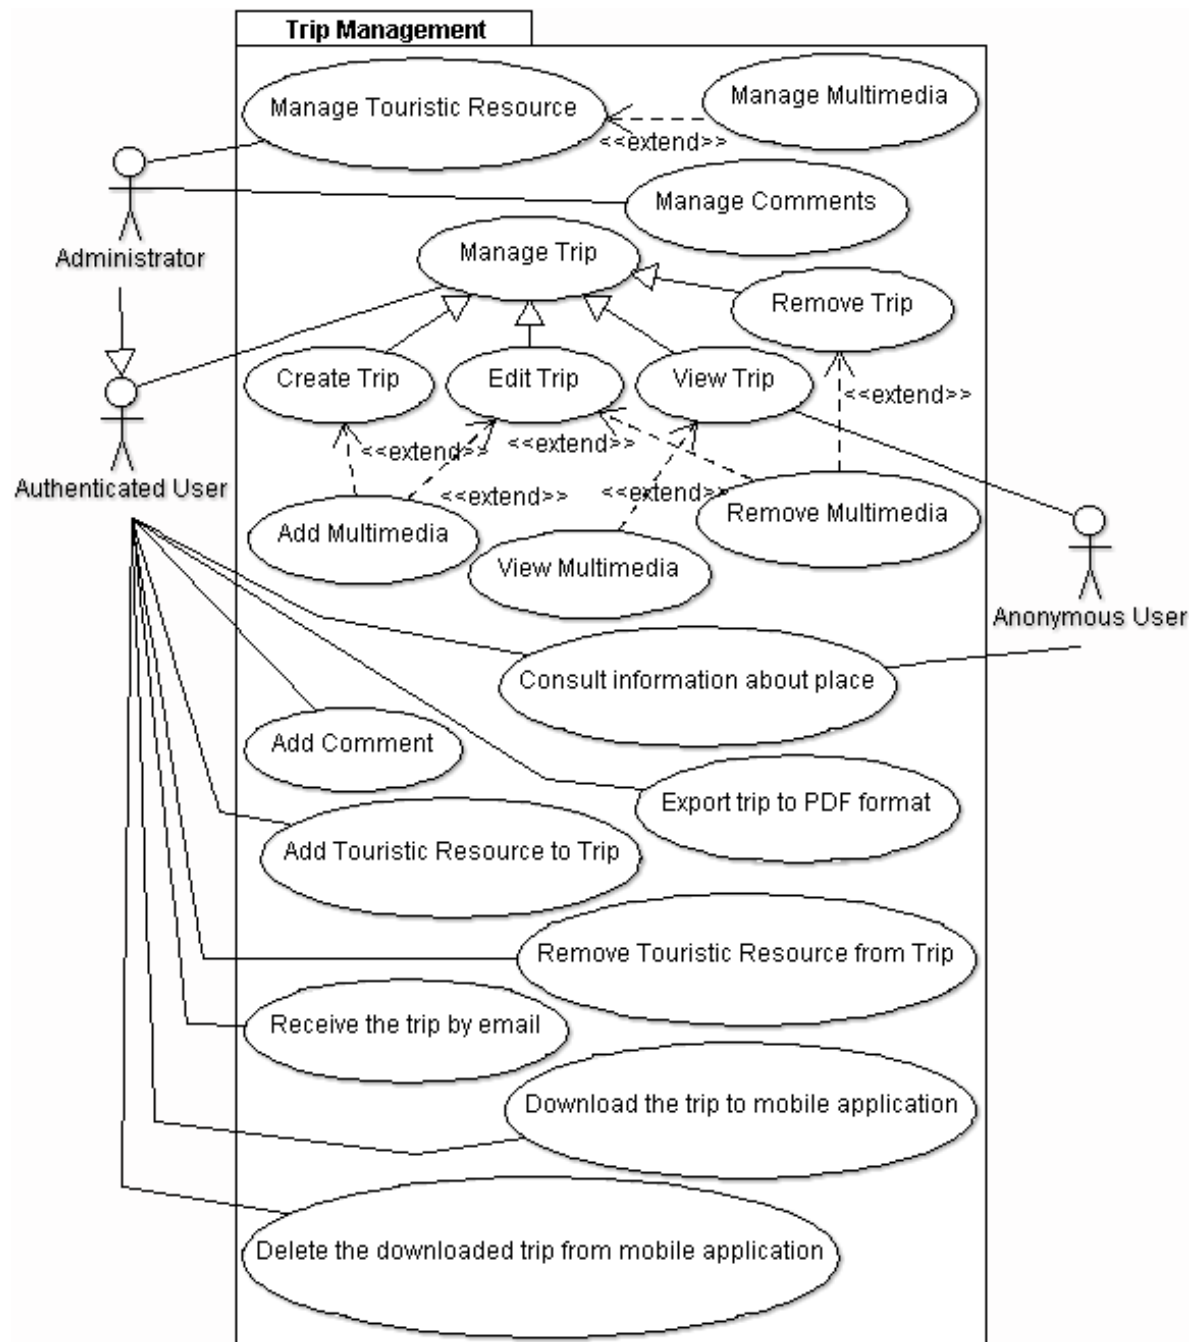 Trip Management
Manage Touristic Resource
Manage Multimedia
<<extend>>
Manage Comments
Administrator
Manage Trip
Remove Trip
Create Trip
Edit Trip
View Trip
<<extend>>
<<extend>>
<<extend>>
Authenticated User
<<extend>>
<<extend>>
Add Multimedia
View Multimedia
Remove Multimedia
Anonymous User
Consult information about place
Add Comment
Export trip to PDF format
Add Touristic Resource to Trip
Remove Touristic Resource from Trip
Receive the trip by email
Download the trip to mobile application
Delete the downloaded trip from mobile application